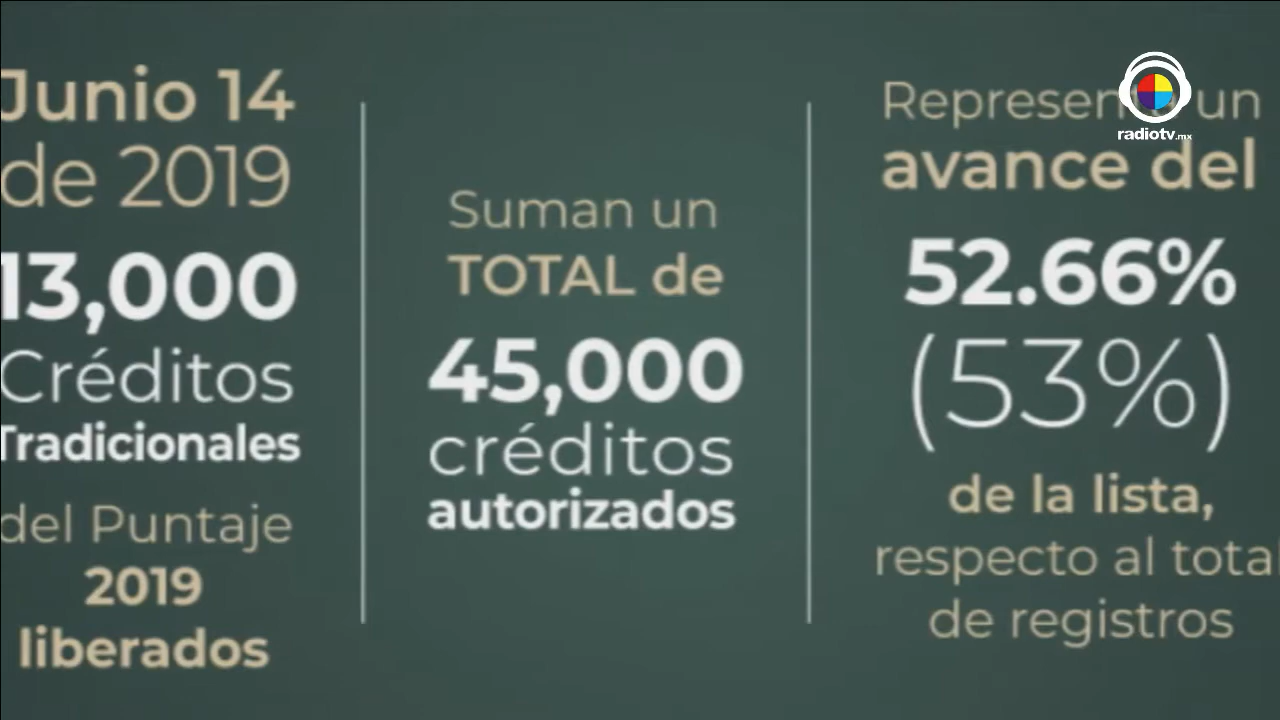 Junio 14
de 2019
13,000
Créditos
Tradicionales
del Puntaje
2019
liberados
Suman un
TOTAL de
45,000
créditos
autorizados
un
avance del
52.66%
(53%)
de la lista,
respecto al total
de registros
radiotv.mx